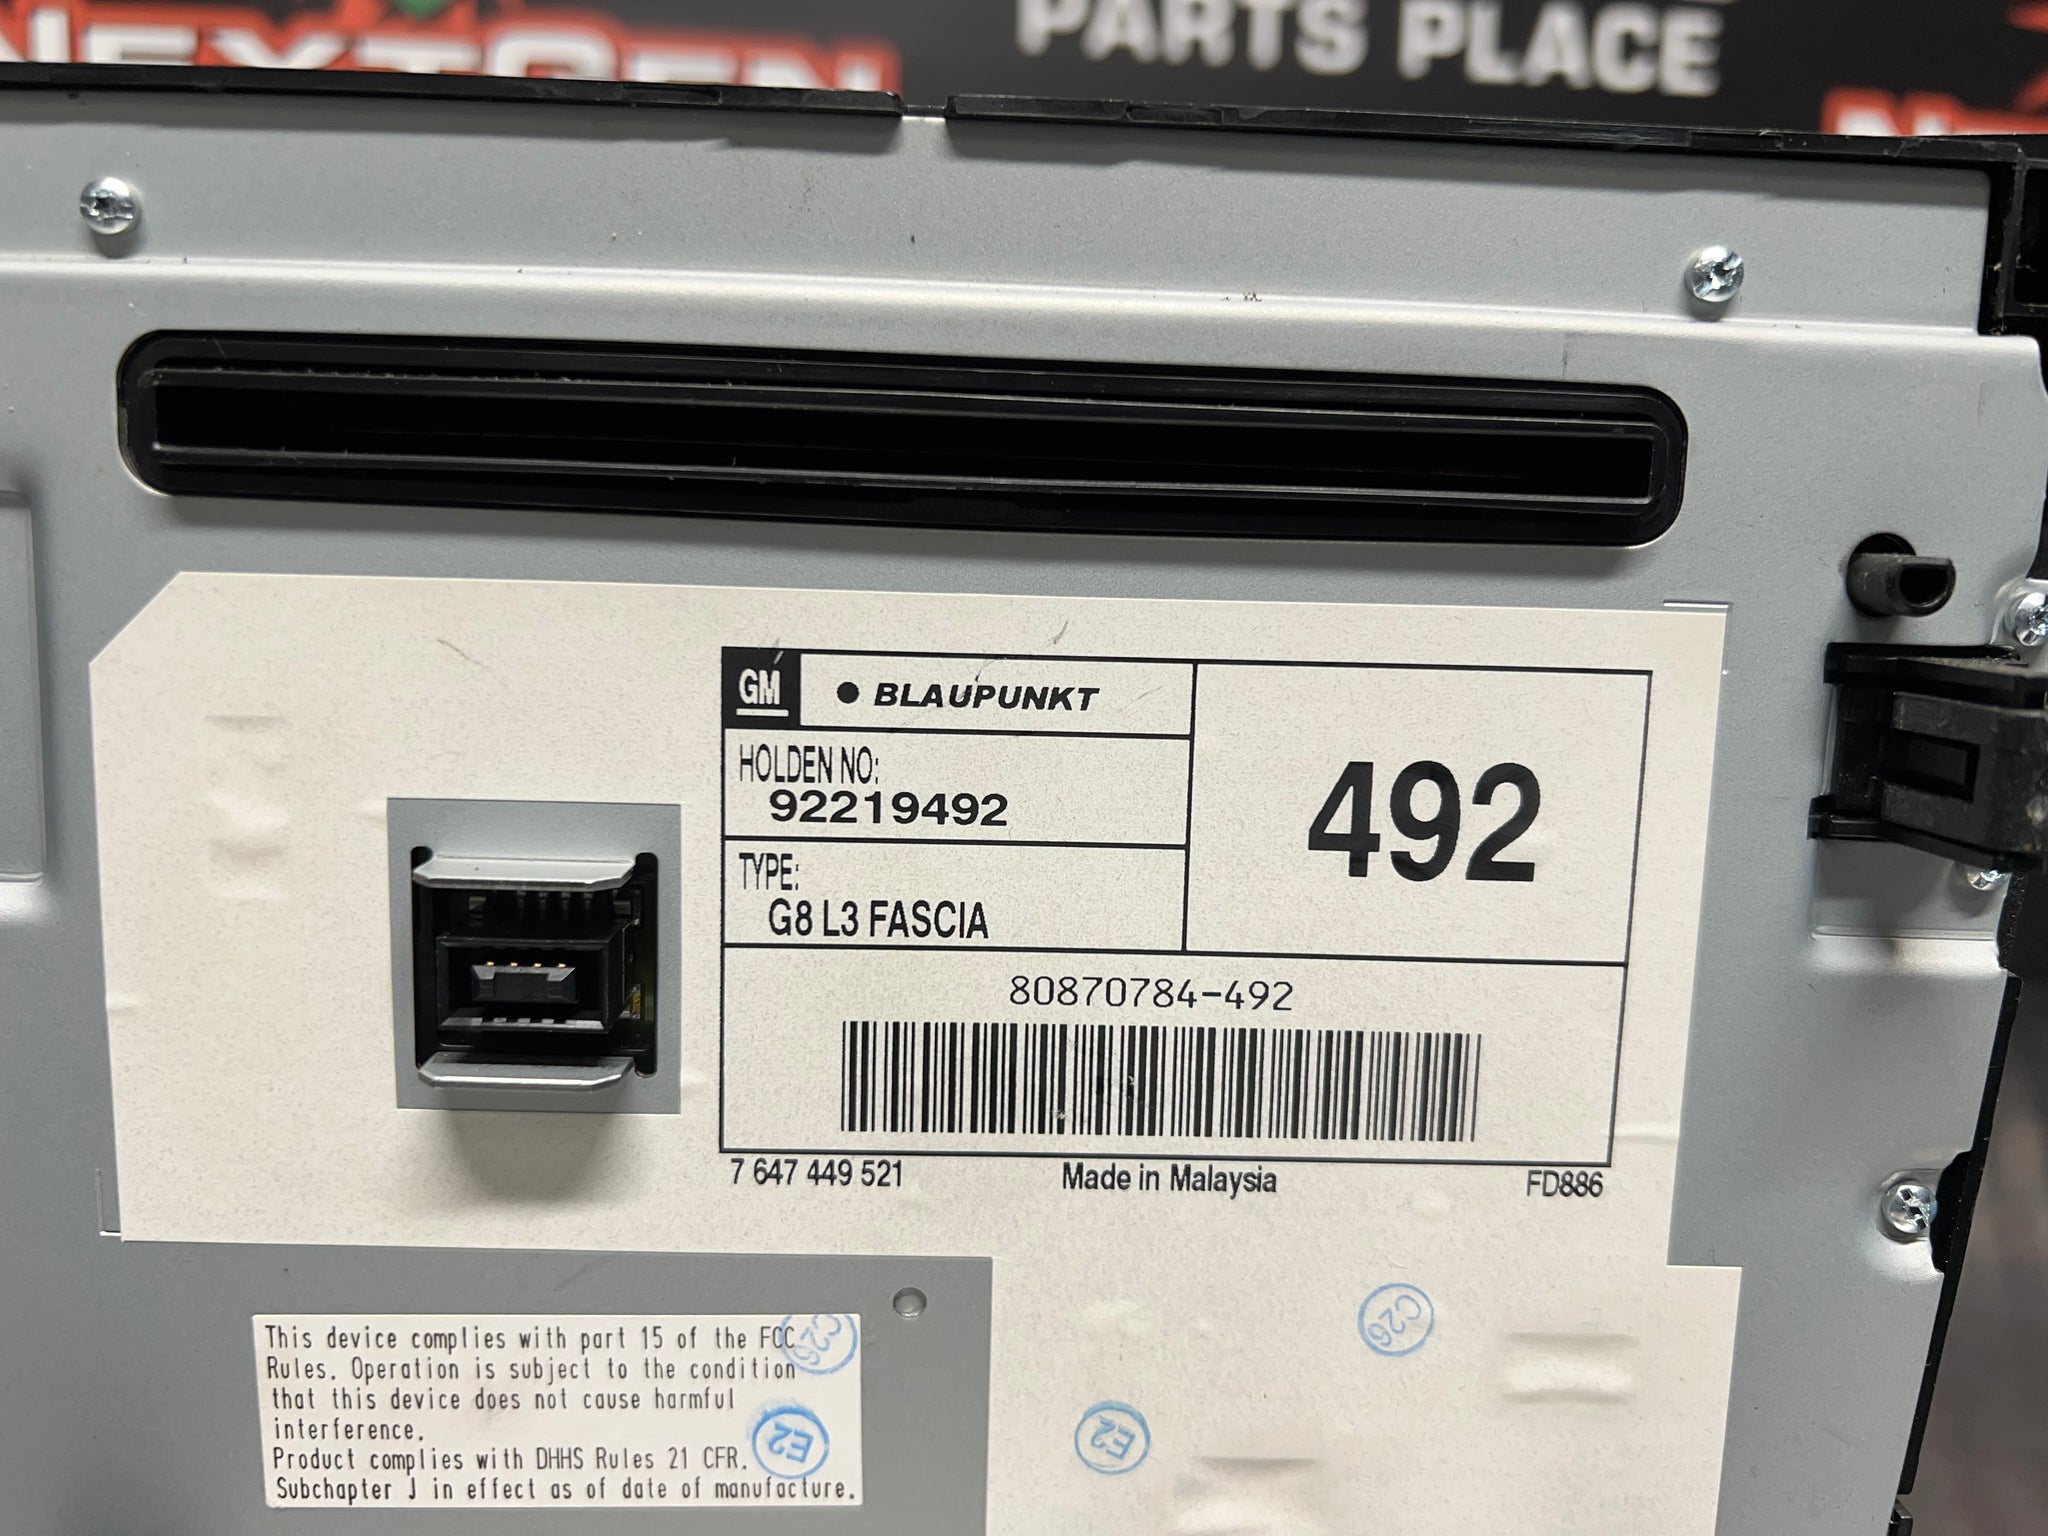 NEXTGEN
PARTS PLACE
GM
BLAUPUNKT
HOLDEN NO:
92219492
TYPE:
G8 L3 FASCIA
492
80870784-492
7 647 449 521
Made in Malaysia
FD886
This device complies with part 15 of the FCC
Rules. Operation is subject to the condition
that this device does not cause harmful
interference.
Product complies with DHHS Rules 21 CFR.
Subchapter J in effect as of date of manufacture.
C26
E2
C26
E2